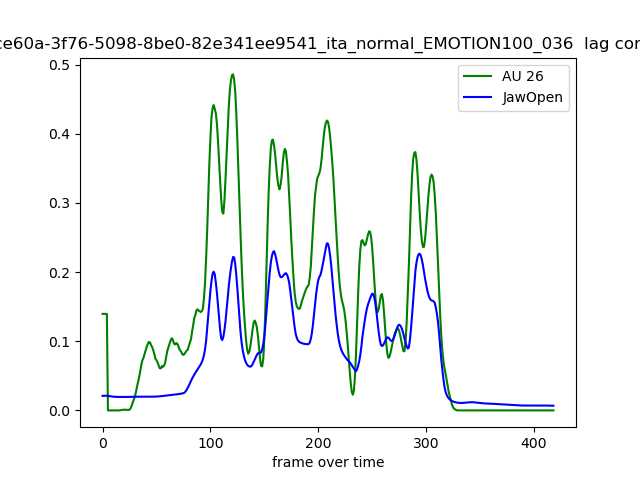 ce60a-3f76-5098-8be0-82e341ee9541_ita_normal_EMOTION100_036 lag cor
AU 26
JawOpen
0.5
0.4
0.3
0.2
0.1
0.0
0 100 200 300 400
frame over time